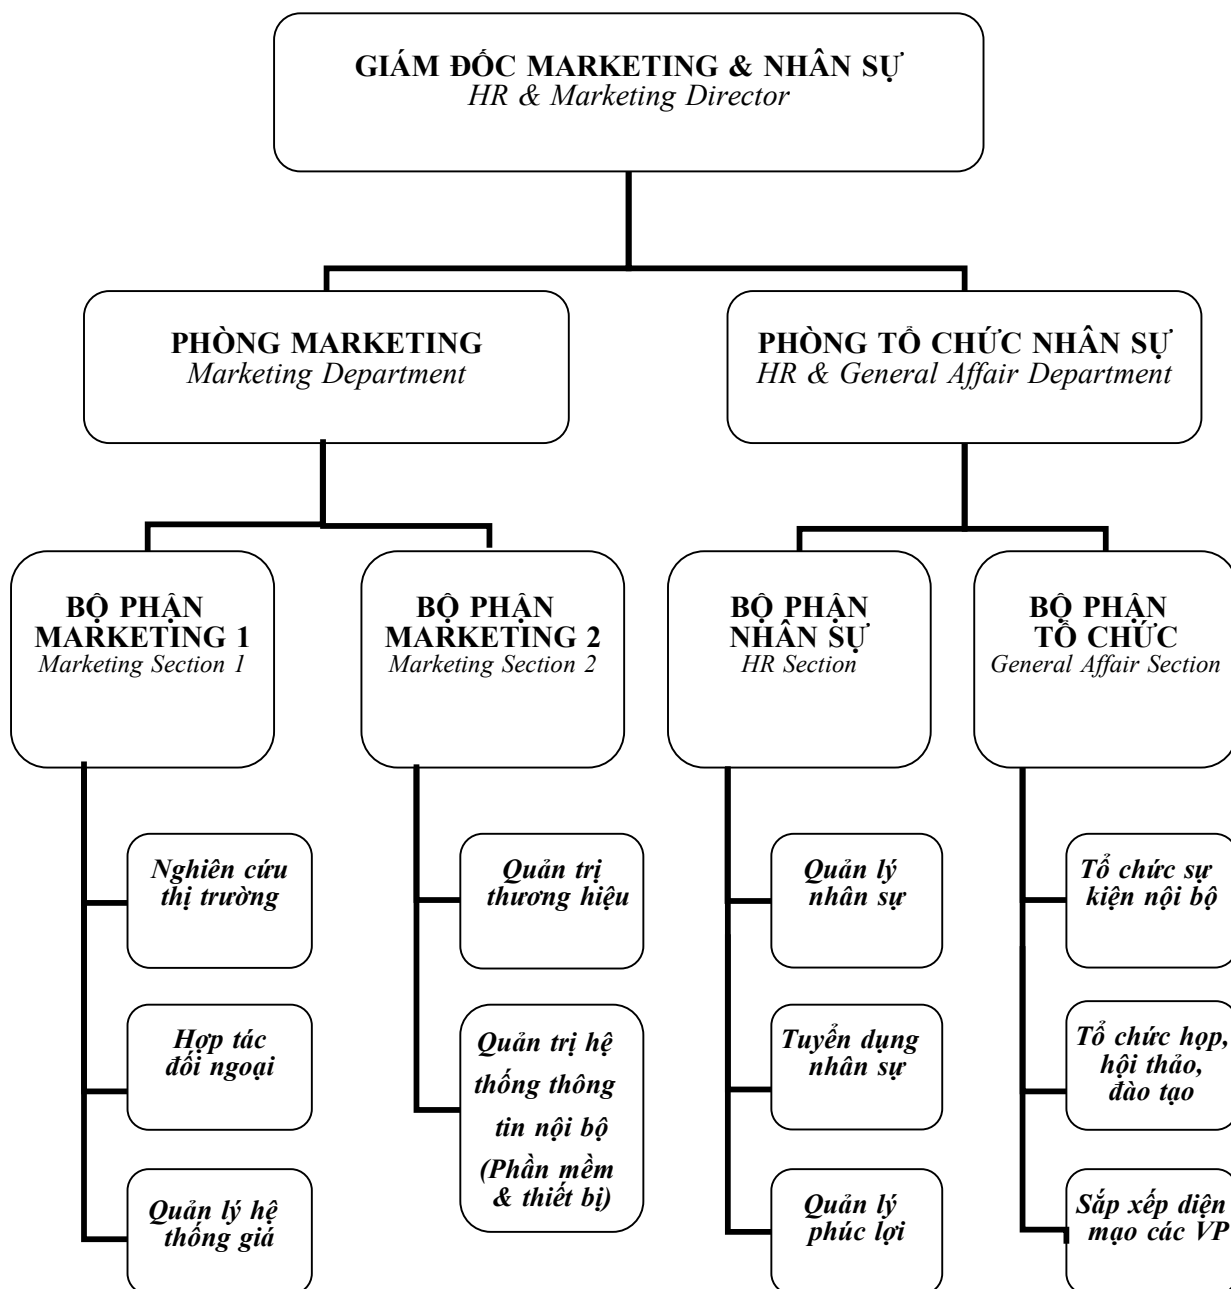 GIÁM ĐỐC MARKETING & NHÂN SỰ
HR & Marketing Director
PHÒNG MARKETING
Marketing Department
PHÒNG TỔ CHỨC NHÂN SỰ
HR & General Affair Department
BỘ PHẬN
MARKETING 1
Marketing Section 1
BỘ PHẬN
MARKETING 2
Marketing Section 2
BỘ PHẬN
NHÂN SỰ
HR Section
BỘ PHẬN
TỔ CHỨC
General Affair Section
Nghiên cứu
thị trường
Hợp tác
đối ngoại
Quản lý hệ
thống giá
Quản trị
thương hiệu
Quản trị hệ
thống thông
tin nội bộ
(Phần mềm
& thiết bị)
Quản lý
nhân sự
Tuyển dụng
nhân sự
Quản lý
phúc lợi
Tổ chức sự
kiện nội bộ
Tổ chức họp,
hội thảo,
đào tạo
Sắp xếp diện
mạo các VP